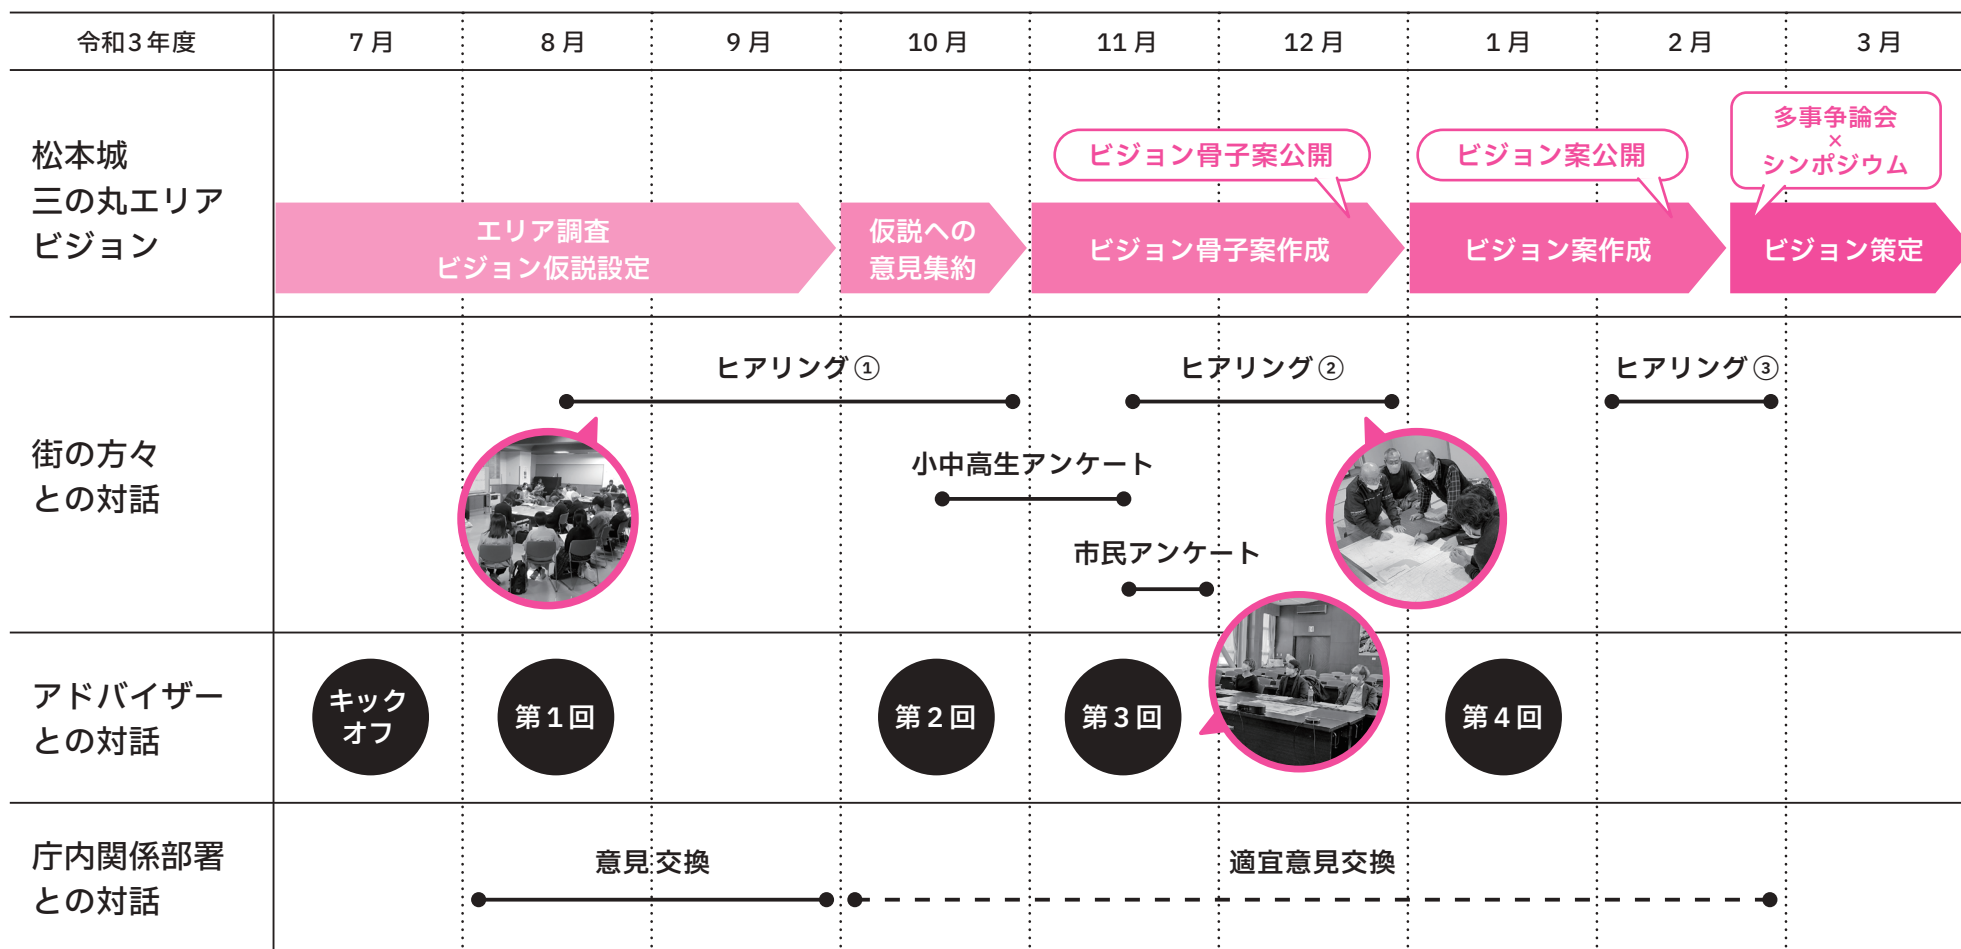 令和3年度
7月
8月
9月
10月
11月
12月
1月
2月
3月
松本城
三の丸エリア
ビジョン
エリア調査
ビジョン仮説設定
仮説への
意見集約
ビジョン骨子案公開
ビジョン骨子案作成
ビジョン案公開
ビジョン案作成
多事争論会
×
シンポジウム
ビジョン策定
街の方々
との対話
ヒアリング①
ヒアリング②
ヒアリング③
小中高生アンケート
市民アンケート
アドバイザー
との対話
キック
オフ
第1回
第2回
第3回
第4回
庁内関係部署
との対話
意見交換
適宜意見交換